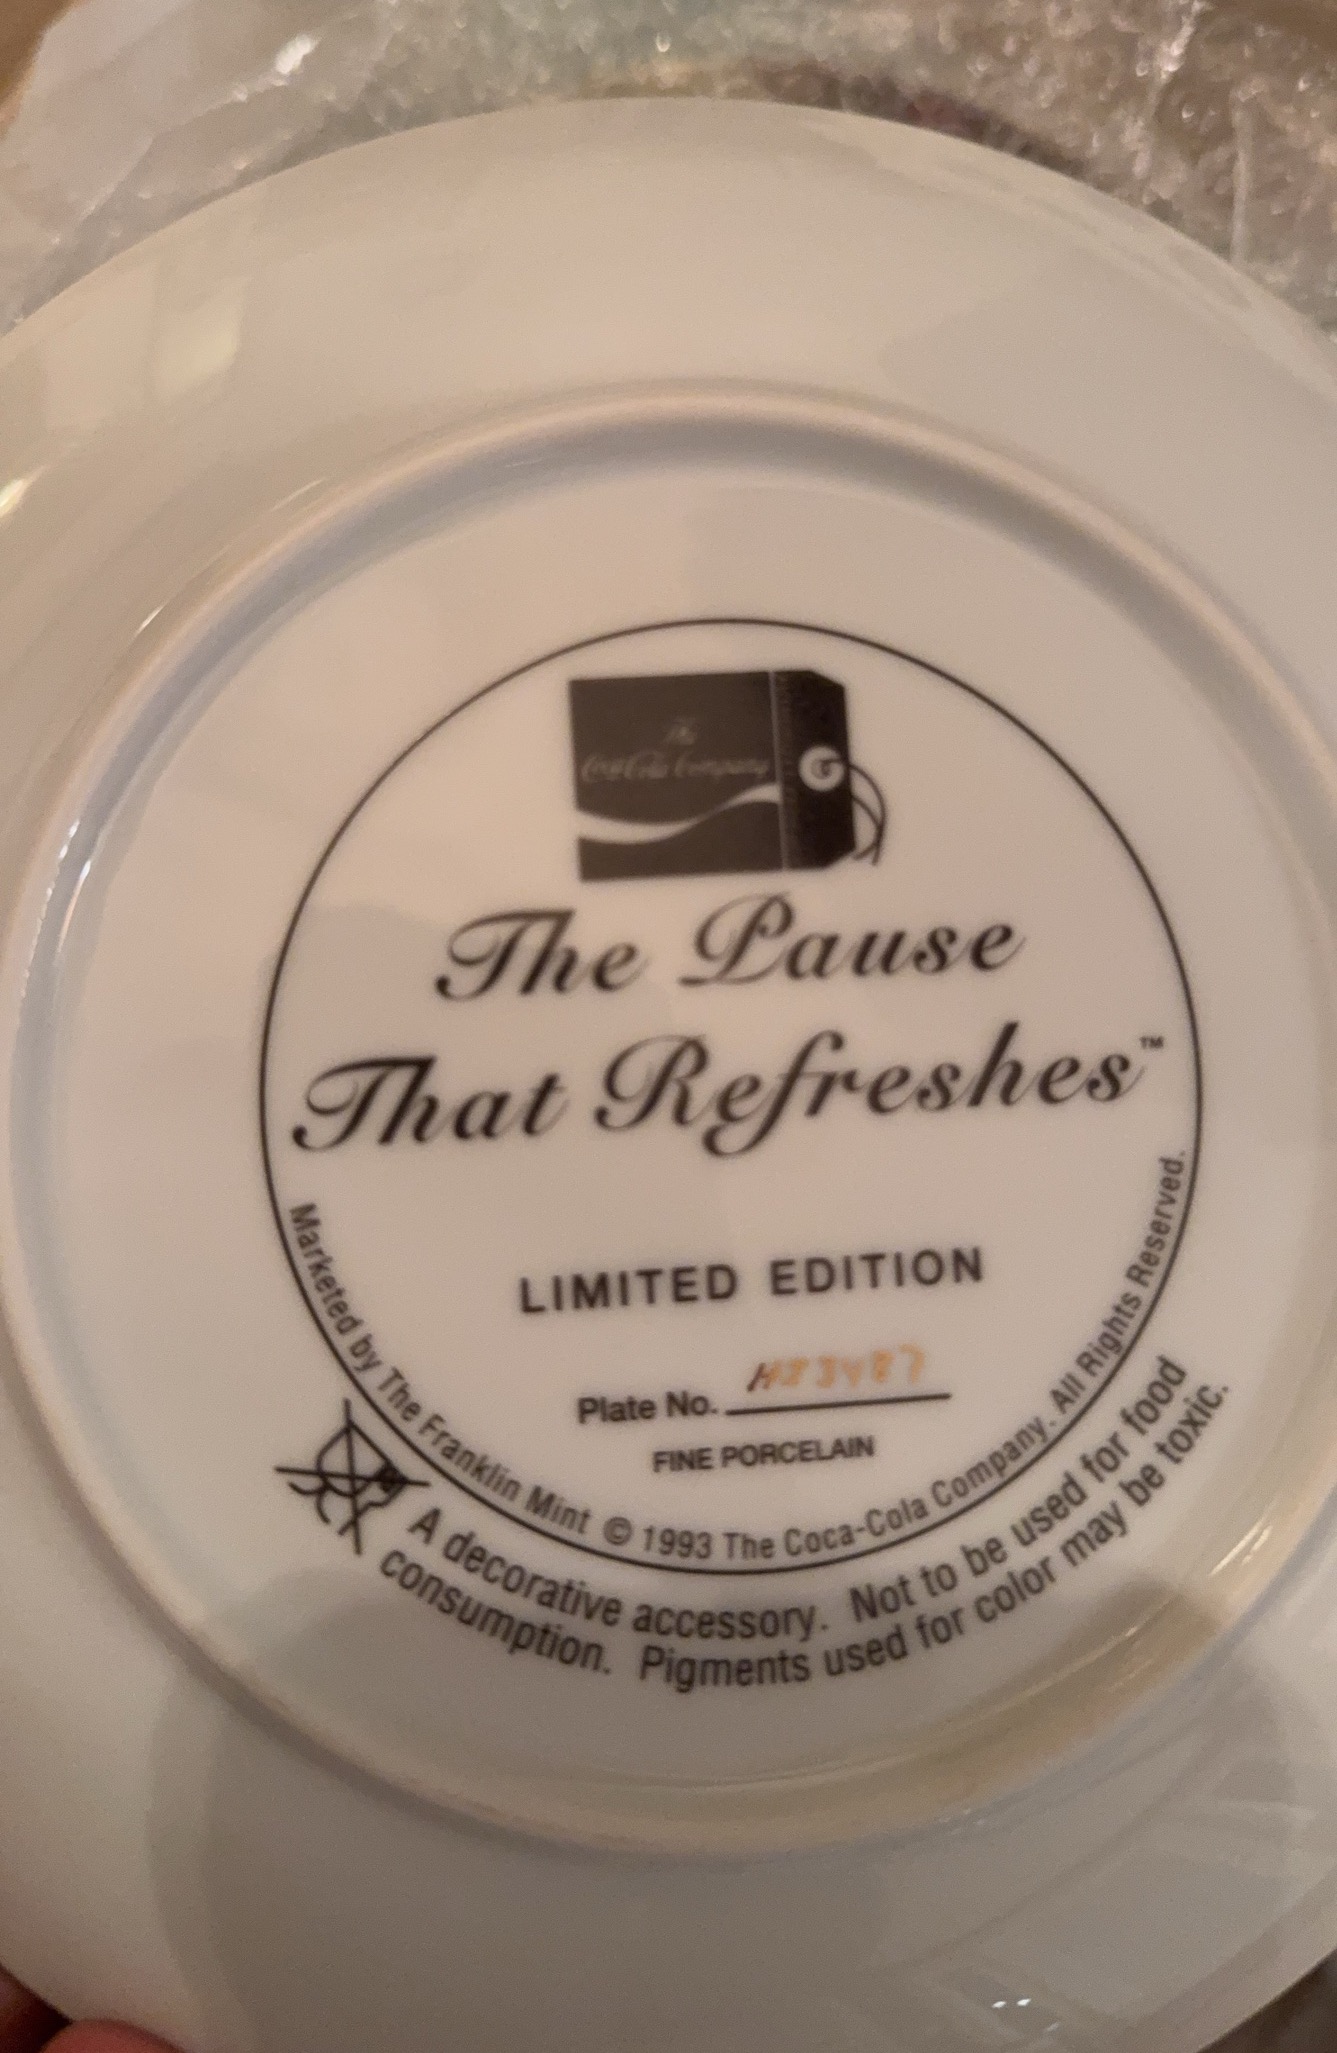 The
Coca-Cola Company
The Pause
That Refreshes™
LIMITED EDITION
Plate No. H83487
FINE PORCELAIN
Marketed by The Franklin Mint © 1993 The Coca-Cola Company. All Rights Reserved.
A decorative accessory. Not to be used for food
consumption. Pigments used for color may be toxic.